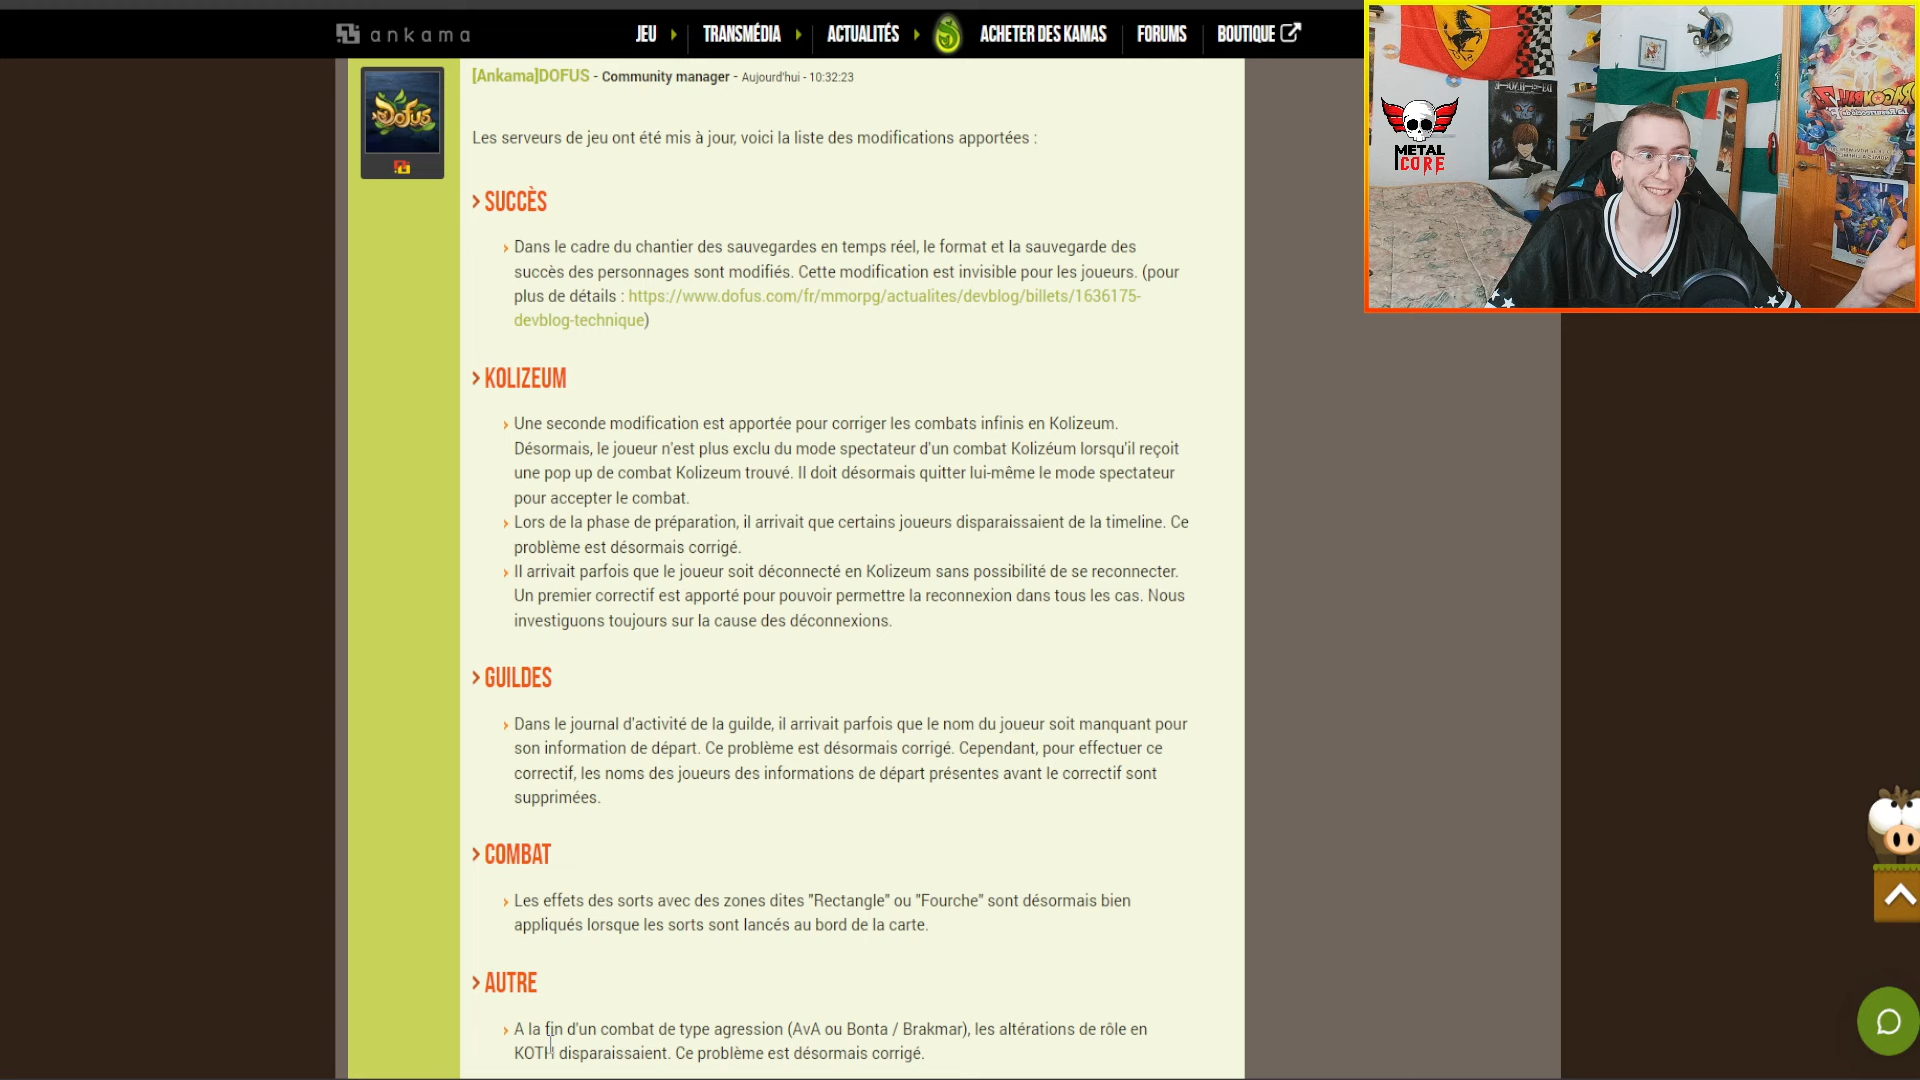 ankama
JEU
TRANSMÉDIA
ACTUALITÉS
ACHETER DES KAMAS
FORUMS
BOUTIQUE
[Ankama]DOFUS - Community manager - Aujourd'hui - 10:32:23
DOFUS
Les serveurs de jeu ont été mis à jour, voici la liste des modifications apportées :
> SUCCÈS
› Dans le cadre du chantier des sauvegardes en temps réel, le format et la sauvegarde des
succès des personnages sont modifiés. Cette modification est invisible pour les joueurs. (pour
plus de détails : https://www.dofus.com/fr/mmorpg/actualites/devblog/billets/1636175-
devblog-technique)
> KOLIZEUM
› Une seconde modification est apportée pour corriger les combats infinis en Kolizeum.
Désormais, le joueur n'est plus exclu du mode spectateur d'un combat Kolizéum lorsqu'il reçoit
une pop up de combat Kolizeum trouvé. Il doit désormais quitter lui-même le mode spectateur
pour accepter le combat.
› Lors de la phase de préparation, il arrivait que certains joueurs disparaissaient de la timeline. Ce
problème est désormais corrigé.
› Il arrivait parfois que le joueur soit déconnecté en Kolizeum sans possibilité de se reconnecter.
Un premier correctif est apporté pour pouvoir permettre la reconnexion dans tous les cas. Nous
investiguons toujours sur la cause des déconnexions.
> GUILDES
› Dans le journal d'activité de la guilde, il arrivait parfois que le nom du joueur soit manquant pour
son information de départ. Ce problème est désormais corrigé. Cependant, pour effectuer ce
correctif, les noms des joueurs des informations de départ présentes avant le correctif sont
supprimées.
> COMBAT
› Les effets des sorts avec des zones dites "Rectangle" ou "Fourche" sont désormais bien
appliqués lorsque les sorts sont lancés au bord de la carte.
> AUTRE
› A la fin d'un combat de type agression (AvA ou Bonta / Brakmar), les altérations de rôle en
KOTH disparaissaient. Ce problème est désormais corrigé.
METAL
CORE